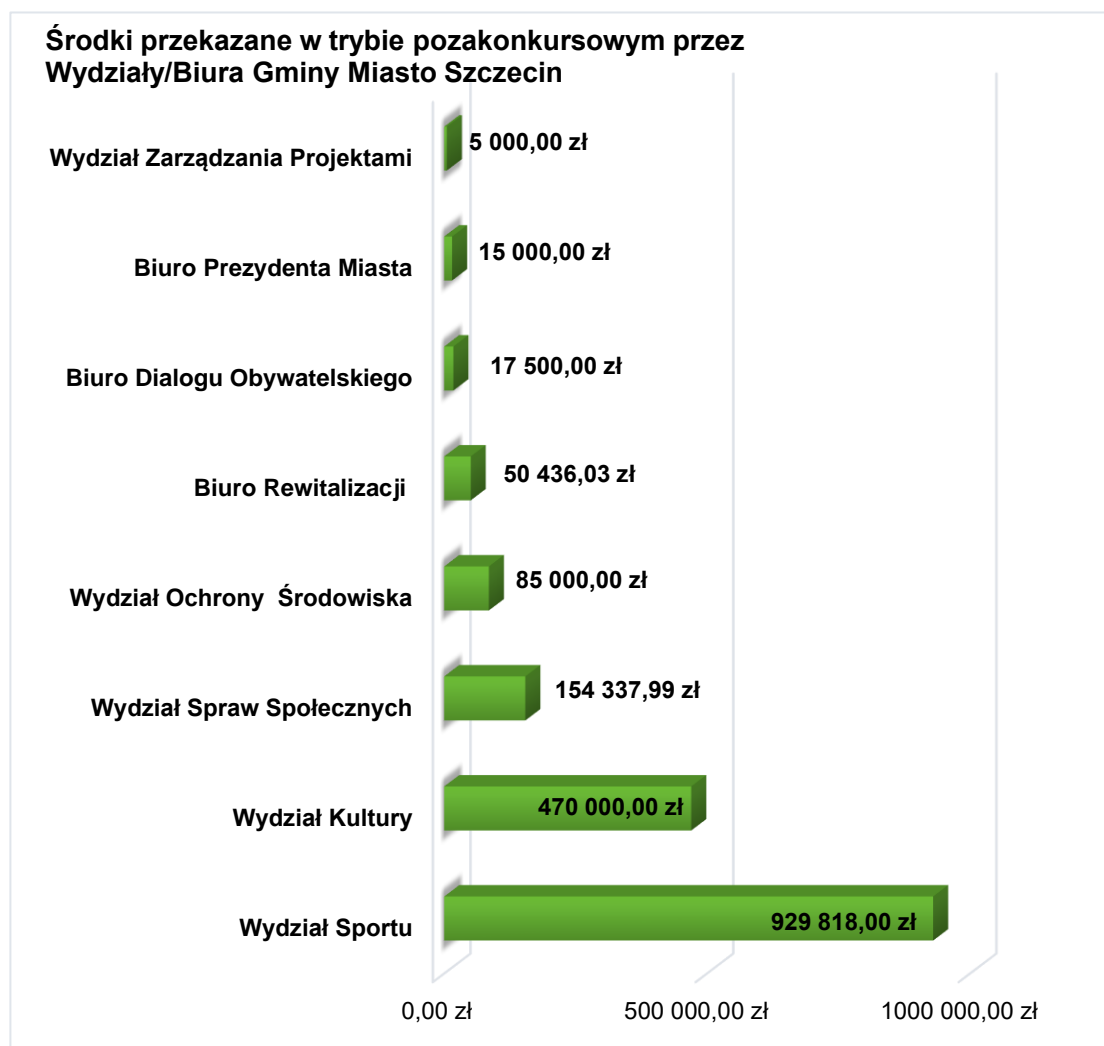 Środki przekazane w trybie pozakonkursowym przez
Wydziały/Biura Gminy Miasto Szczecin
Wydział Zarządzania Projektami 5 000,00 zł
Biuro Prezydenta Miasta 15 000,00 zł
Biuro Dialogu Obywatelskiego 17 500,00 zł
Biuro Rewitalizacji 50 436,03 zł
Wydział Ochrony Środowiska 85 000,00 zł
Wydział Spraw Społecznych 154 337,99 zł
Wydział Kultury 470 000,00 zł
Wydział Sportu 929 818,00 zł
0,00 zł 500 000,00 zł 1000 000,00 zł